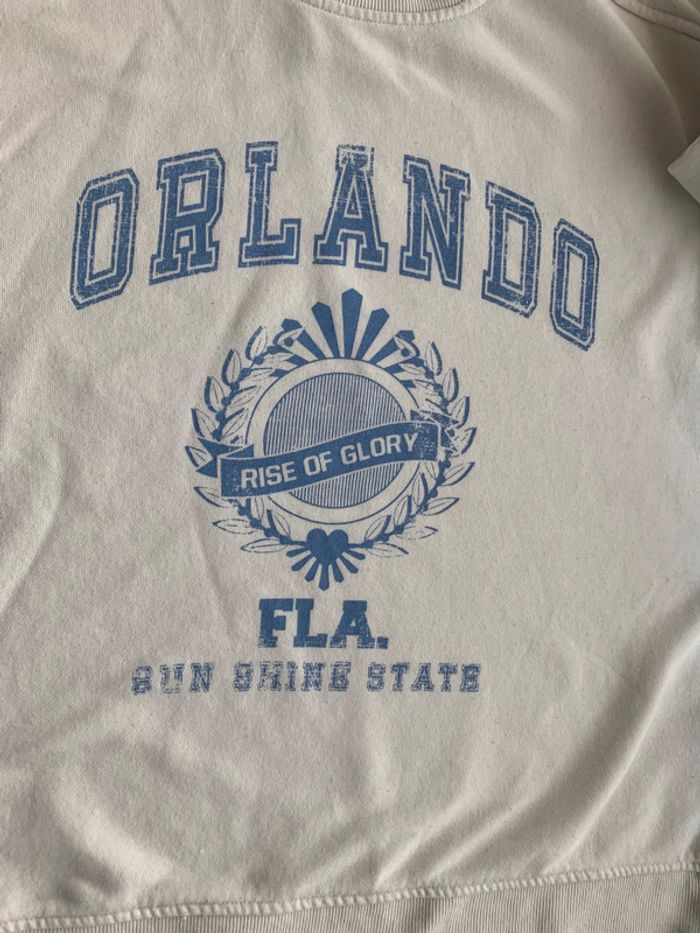 ORLANDO
RISE OF GLORY
FLA.
SUN SHINE STATE